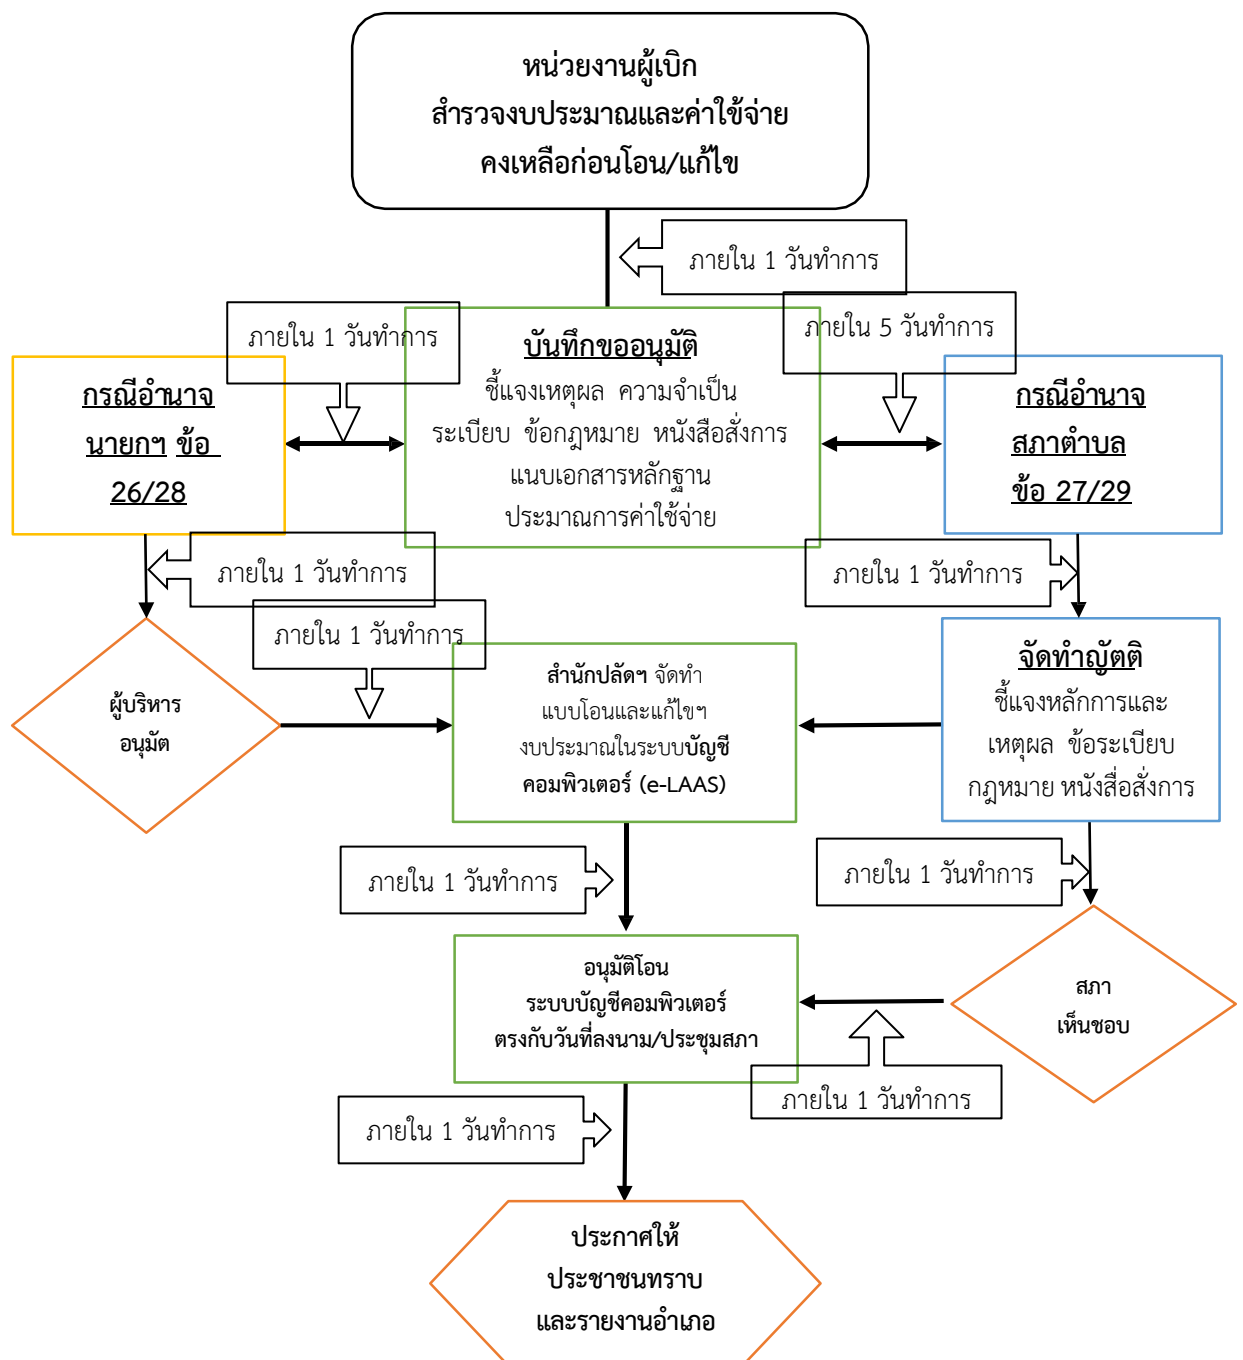 หน่วยงานผู้เบิก
สำรวจงบประมาณและค่าใช้จ่าย
คงเหลือก่อนโอน/แก้ไข
ภายใน 1 วันทำการ
ภายใน 1 วันทำการ
ภายใน 5 วันทำการ
บันทึกขออนุมัติ
ชี้แจงเหตุผล ความจำเป็น
ระเบียบ ข้อกฎหมาย หนังสือสั่งการ
แนบเอกสารหลักฐาน
ประมาณการค่าใช้จ่าย
กรณีอำนาจ
นายกฯ ข้อ
26/28
กรณีอำนาจ
สภาตำบล
ข้อ 27/29
ภายใน 1 วันทำการ
ภายใน 1 วันทำการ
ภายใน 1 วันทำการ
ผู้บริหาร
อนุมัต
สำนักปลัดฯ จัดทำ
แบบโอนและแก้ไขฯ
งบประมาณในระบบบัญชี
คอมพิวเตอร์ (e-LAAS)
จัดทำญัตติ
ชี้แจงหลักการและ
เหตุผล ข้อระเบียบ
กฎหมาย หนังสื่อสั่งการ
ภายใน 1 วันทำการ
ภายใน 1 วันทำการ
อนุมัติโอน
ระบบบัญชีคอมพิวเตอร์
ตรงกับวันที่ลงนาม/ประชุมสภา
สภา
เห็นชอบ
ภายใน 1 วันทำการ
ภายใน 1 วันทำการ
ประกาศให้
ประชาชนทราบ
และรายงานอำเภอ